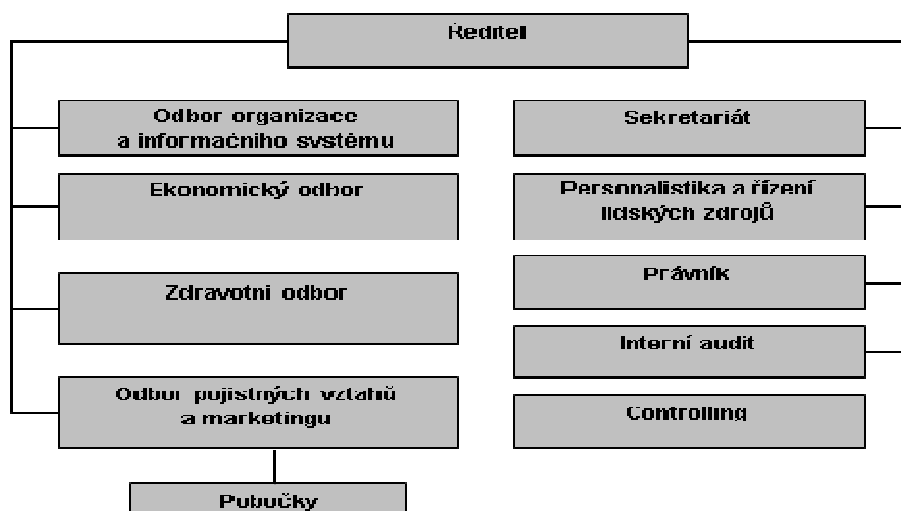 Ředitel
Odbor organizace
a informačního systému
Ekonomický odbor
Zdravotní odbor
Odbor pojistných vztahů
a marketingu
Pobočky
Sekretariát
Personalistika a řízení
lidských zdrojů
Právník
Interní audit
Controlling